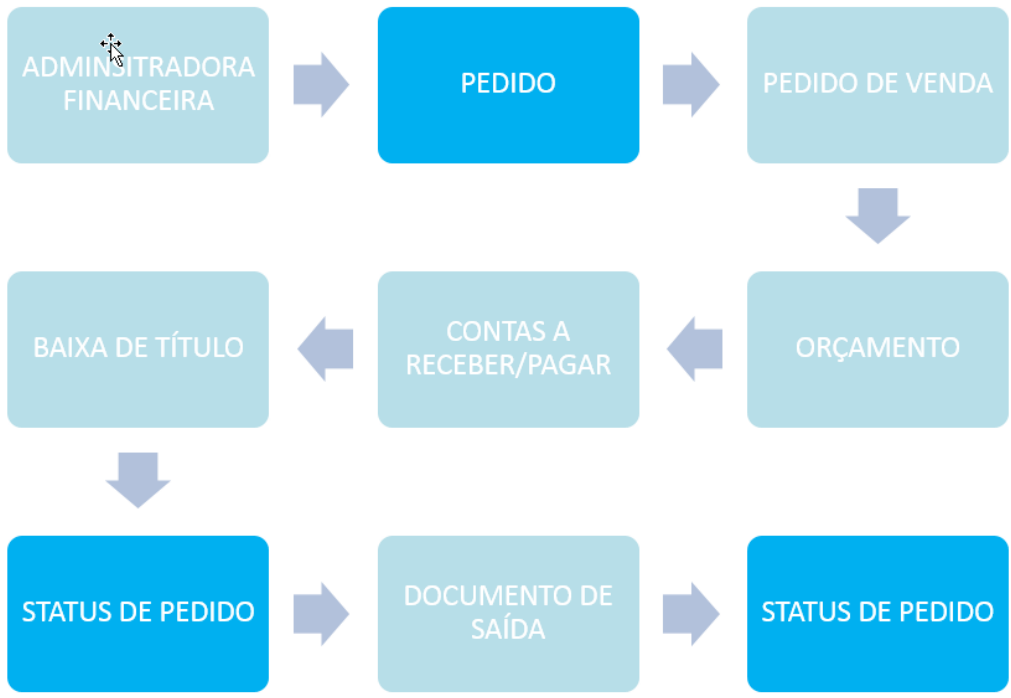 ADMINSITRADORA
FINANCEIRA
PEDIDO
PEDIDO DE VENDA
ORÇAMENTO
CONTAS A
RECEBER/PAGAR
BAIXA DE TÍTULO
STATUS DE PEDIDO
DOCUMENTO DE
SAÍDA
STATUS DE PEDIDO